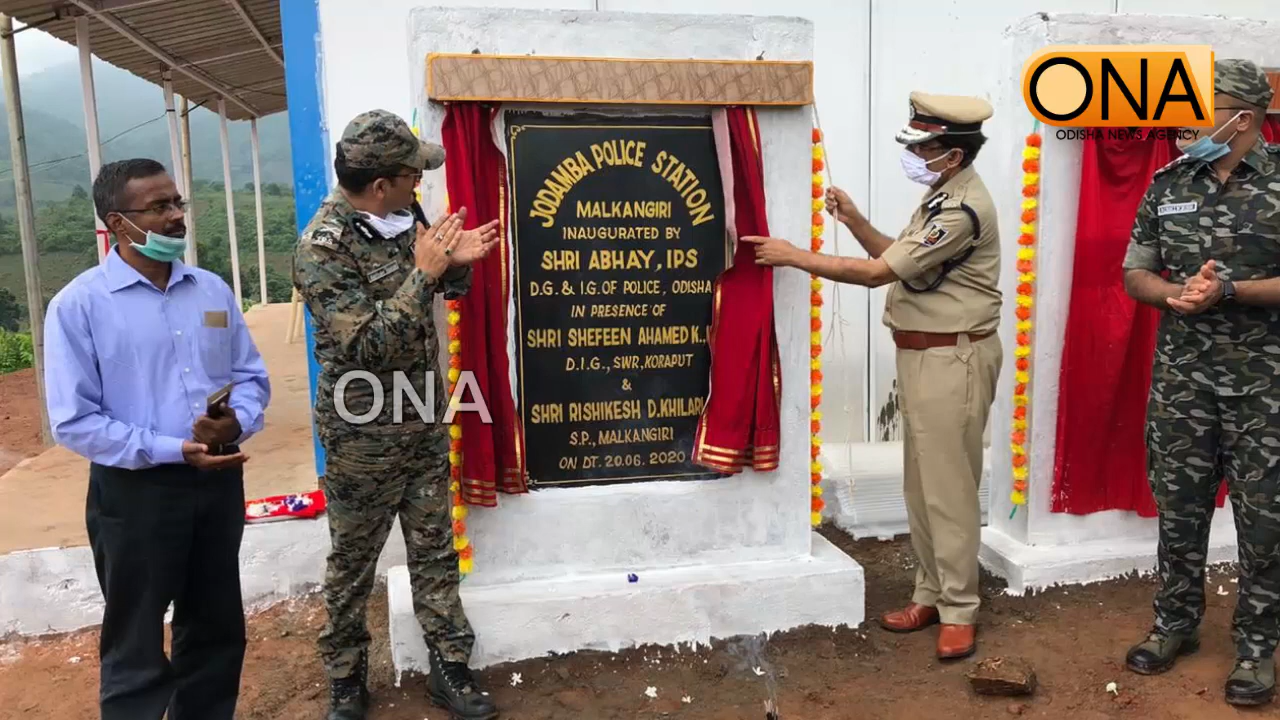 JODAMBA POLICE STATION
MALKANGIRI
INAUGURATED BY
SHRI ABHAY, IPS
D.G. & I.G. OF POLICE, ODISHA
IN PRESENCE OF
SHRI SHEFEEN AHAMED K.,
D.I.G., SWR, KORAPUT
&
SHRI RISHIKESH D. KHILARI
S.P., MALKANGIRI
ON DT. 20.06. 2020
ONA
ONA
ODISHA NEWS AGENCY